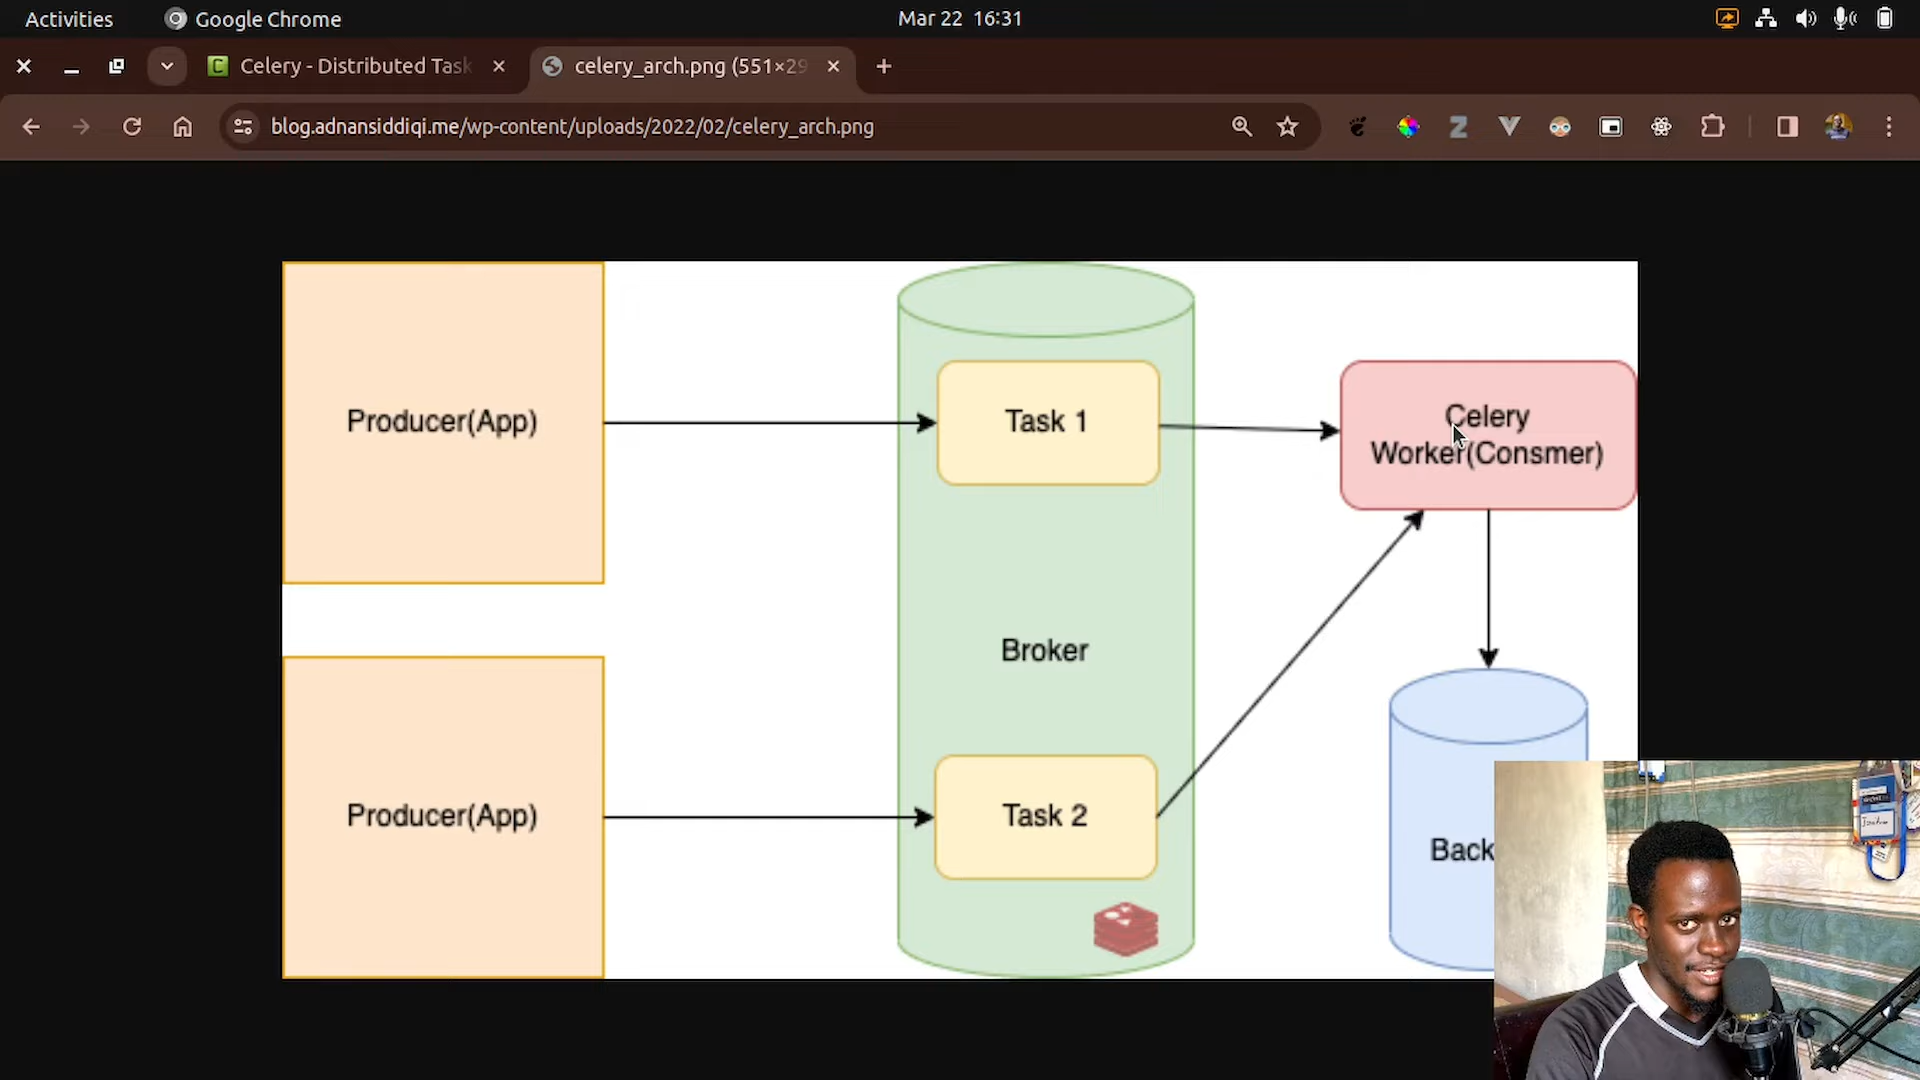 Activities
Google Chrome
Mar 22 16:31
Celery - Distributed Task
celery_arch.png (551×29
blog.adnansiddiqi.me/wp-content/uploads/2022/02/celery_arch.png
Producer(App)
Task 1
Celery
Worker(Consmer)
Broker
Producer(App)
Task 2
Back